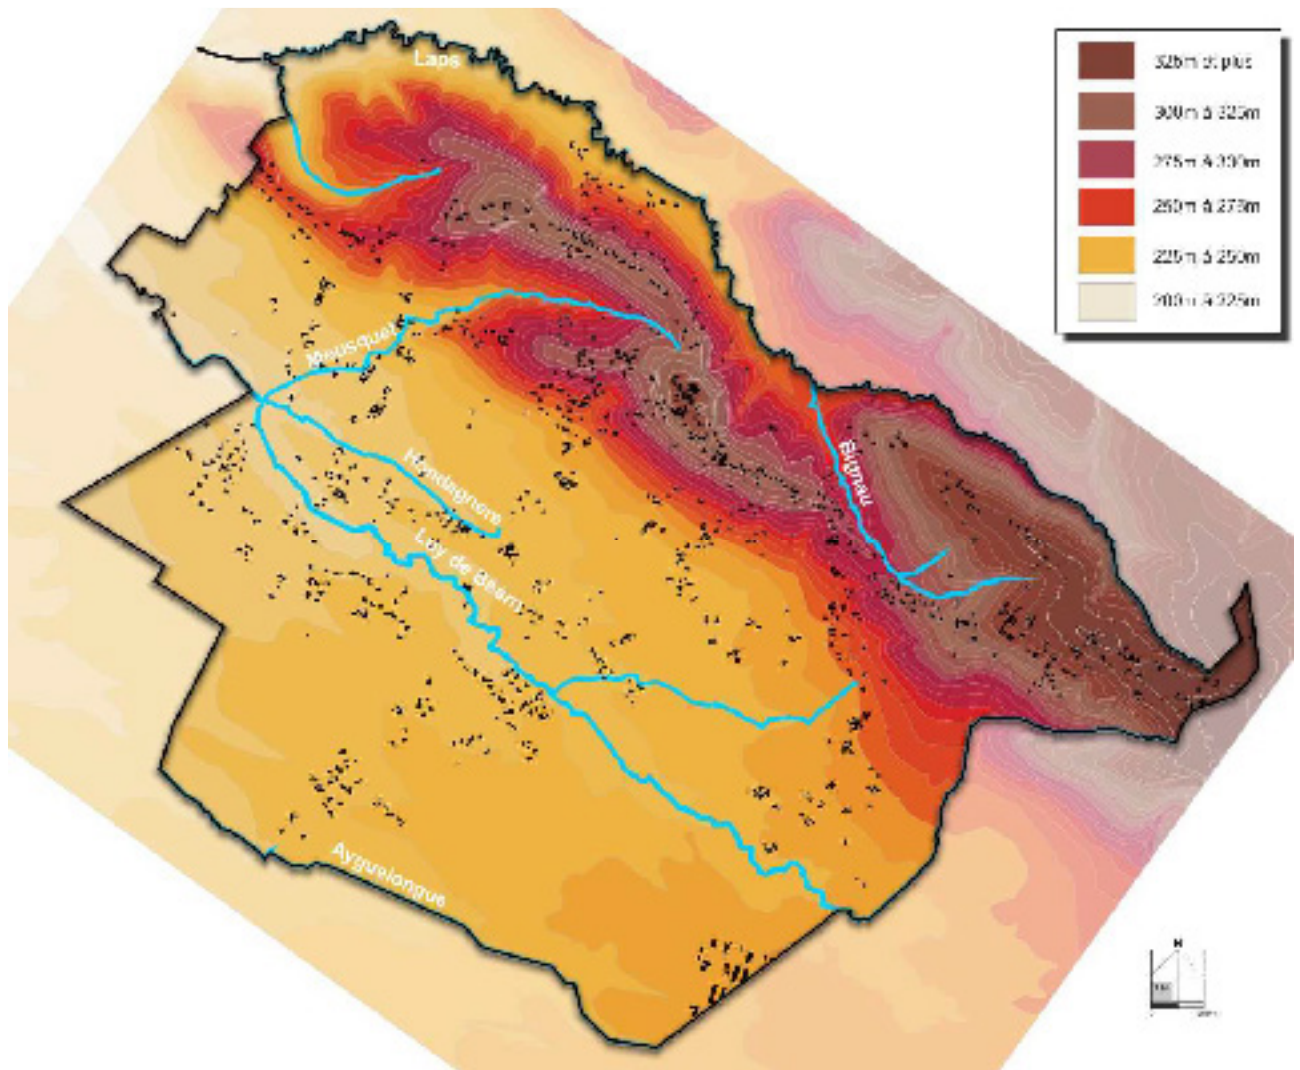 Laps
325m et plus
300m à 325m
275m à 300m
250m à 275m
225m à 250m
200m à 225m
Mousquet
Hondagnere
Bignau
Luy de Béarn
Ayguelongue
N